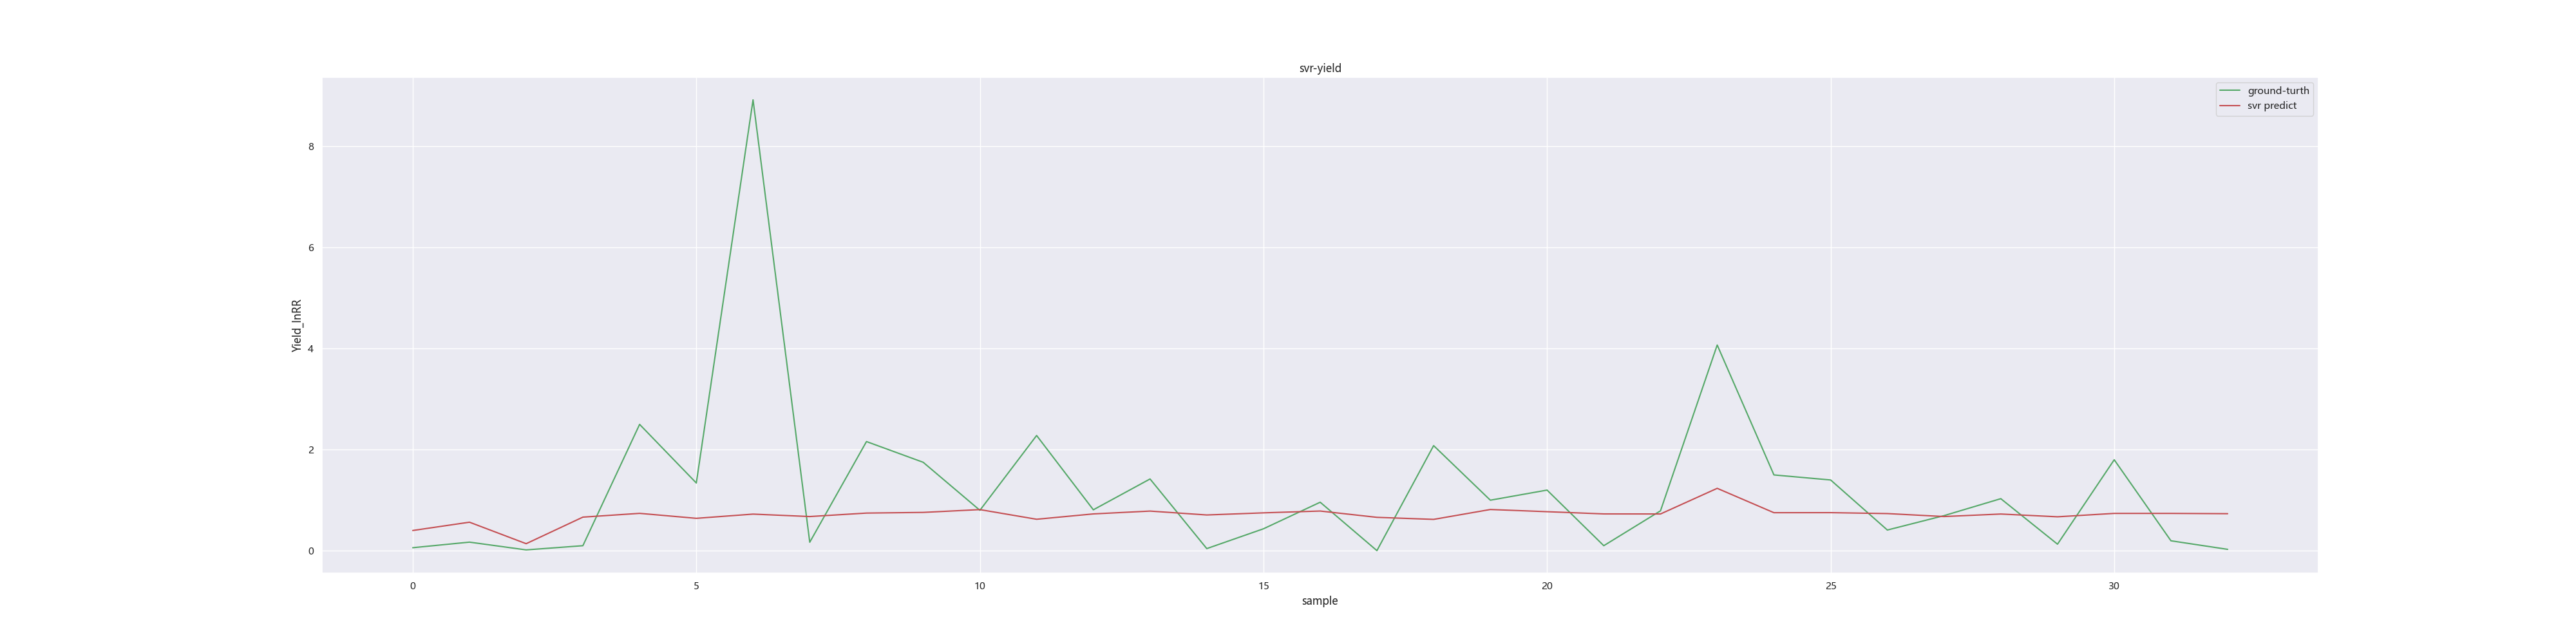 svr-yield
ground-turth
svr predict
8
6
4
2
0
Yield_lnRR
0 5 10 15 20 25 30
sample